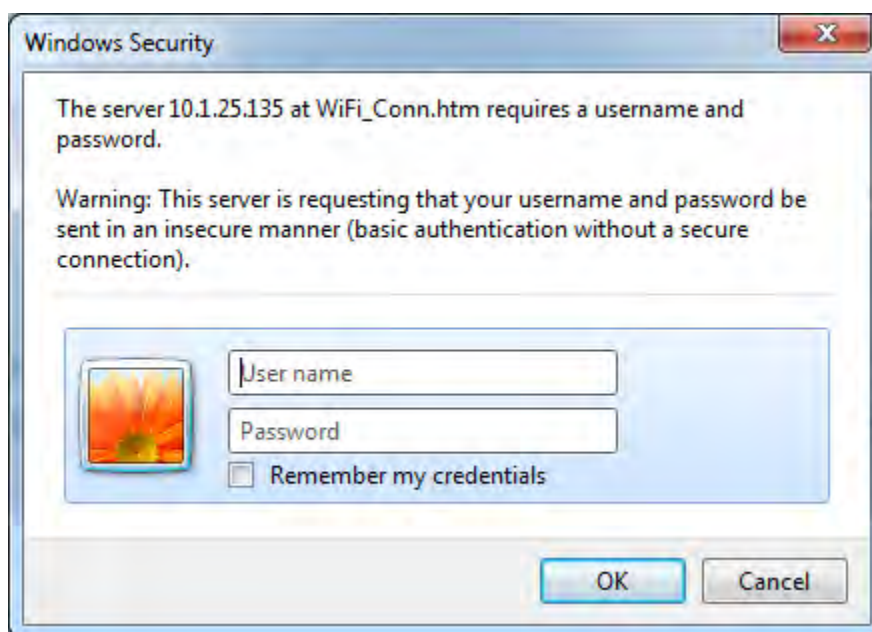 Windows Security
The server 10.1.25.135 at WiFi_Conn.htm requires a username and
password.
Warning: This server is requesting that your username and password be
sent in an insecure manner (basic authentication without a secure
connection).
User name
Password
Remember my credentials
OK
Cancel